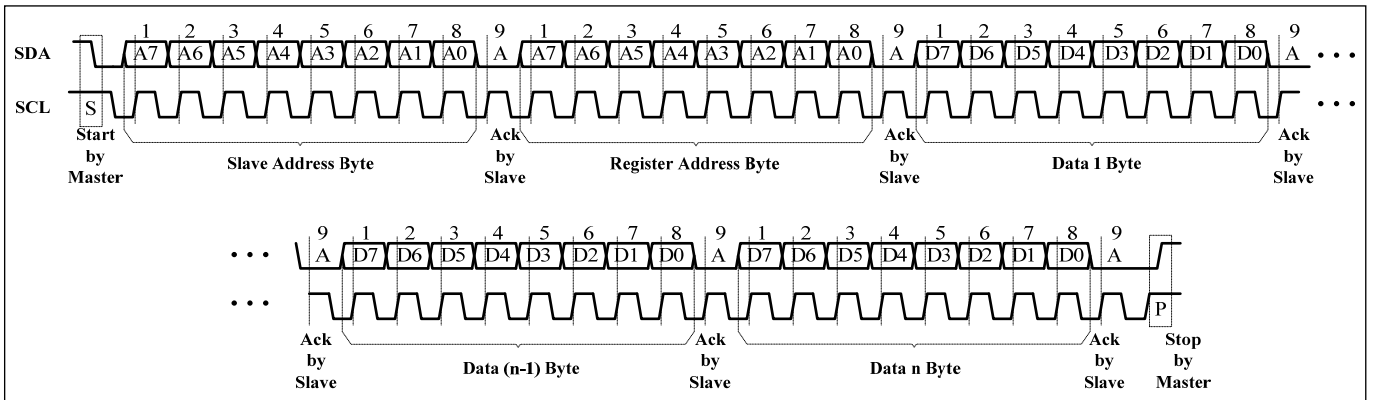 1 2 3 4 5 6 7 8 9 1 2 3 4 5 6 7 8 9 1 2 3 4 5 6 7 8 9
SDA A7 A6 A5 A4 A3 A2 A1 A0 A A7 A6 A5 A4 A3 A2 A1 A0 A D7 D6 D5 D4 D3 D2 D1 D0 A • • •
SCL S • • •
Start by Master
Slave Address Byte
Ack by Slave
Register Address Byte
Ack by Slave
Data 1 Byte
Ack by Slave
9 1 2 3 4 5 6 7 8 9 1 2 3 4 5 6 7 8 9
• • • A D7 D6 D5 D4 D3 D2 D1 D0 A D7 D6 D5 D4 D3 D2 D1 D0 A
• • • P
Ack by Slave
Data (n-1) Byte
Ack by Slave
Data n Byte
Ack by Slave
Stop by Master